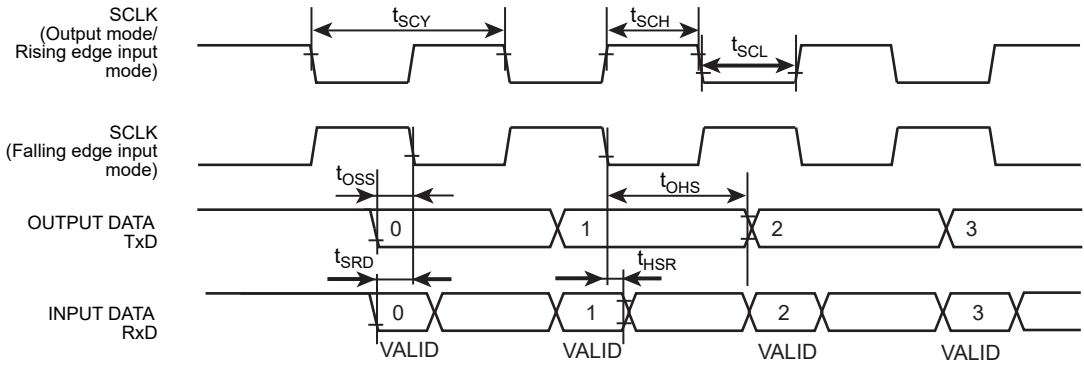 SCLK
(Output mode/
Rising edge input
mode)
tSCY
tSCH
tSCL
SCLK
(Falling edge input
mode)
tOSS
tOHS
OUTPUT DATA
TxD
0
1
2
3
tSRD
tHSR
INPUT DATA
RxD
0
1
2
3
VALID
VALID
VALID
VALID